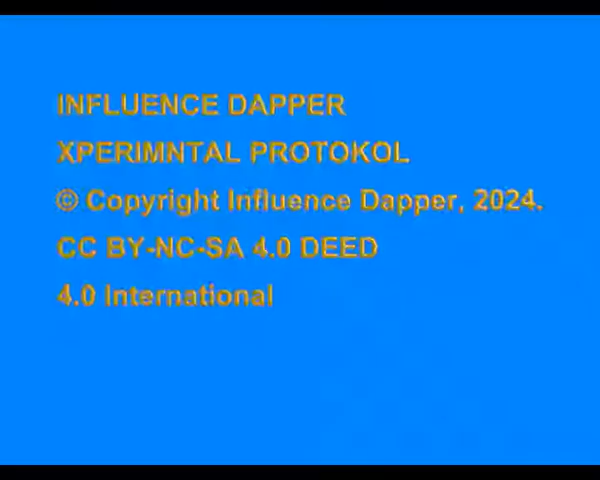 INFLUENCE DAPPER
XPERIMNTAL PROTOKOL
© Copyright Influence Dapper, 2024.
CC BY-NC-SA 4.0 DEED
4.0 International